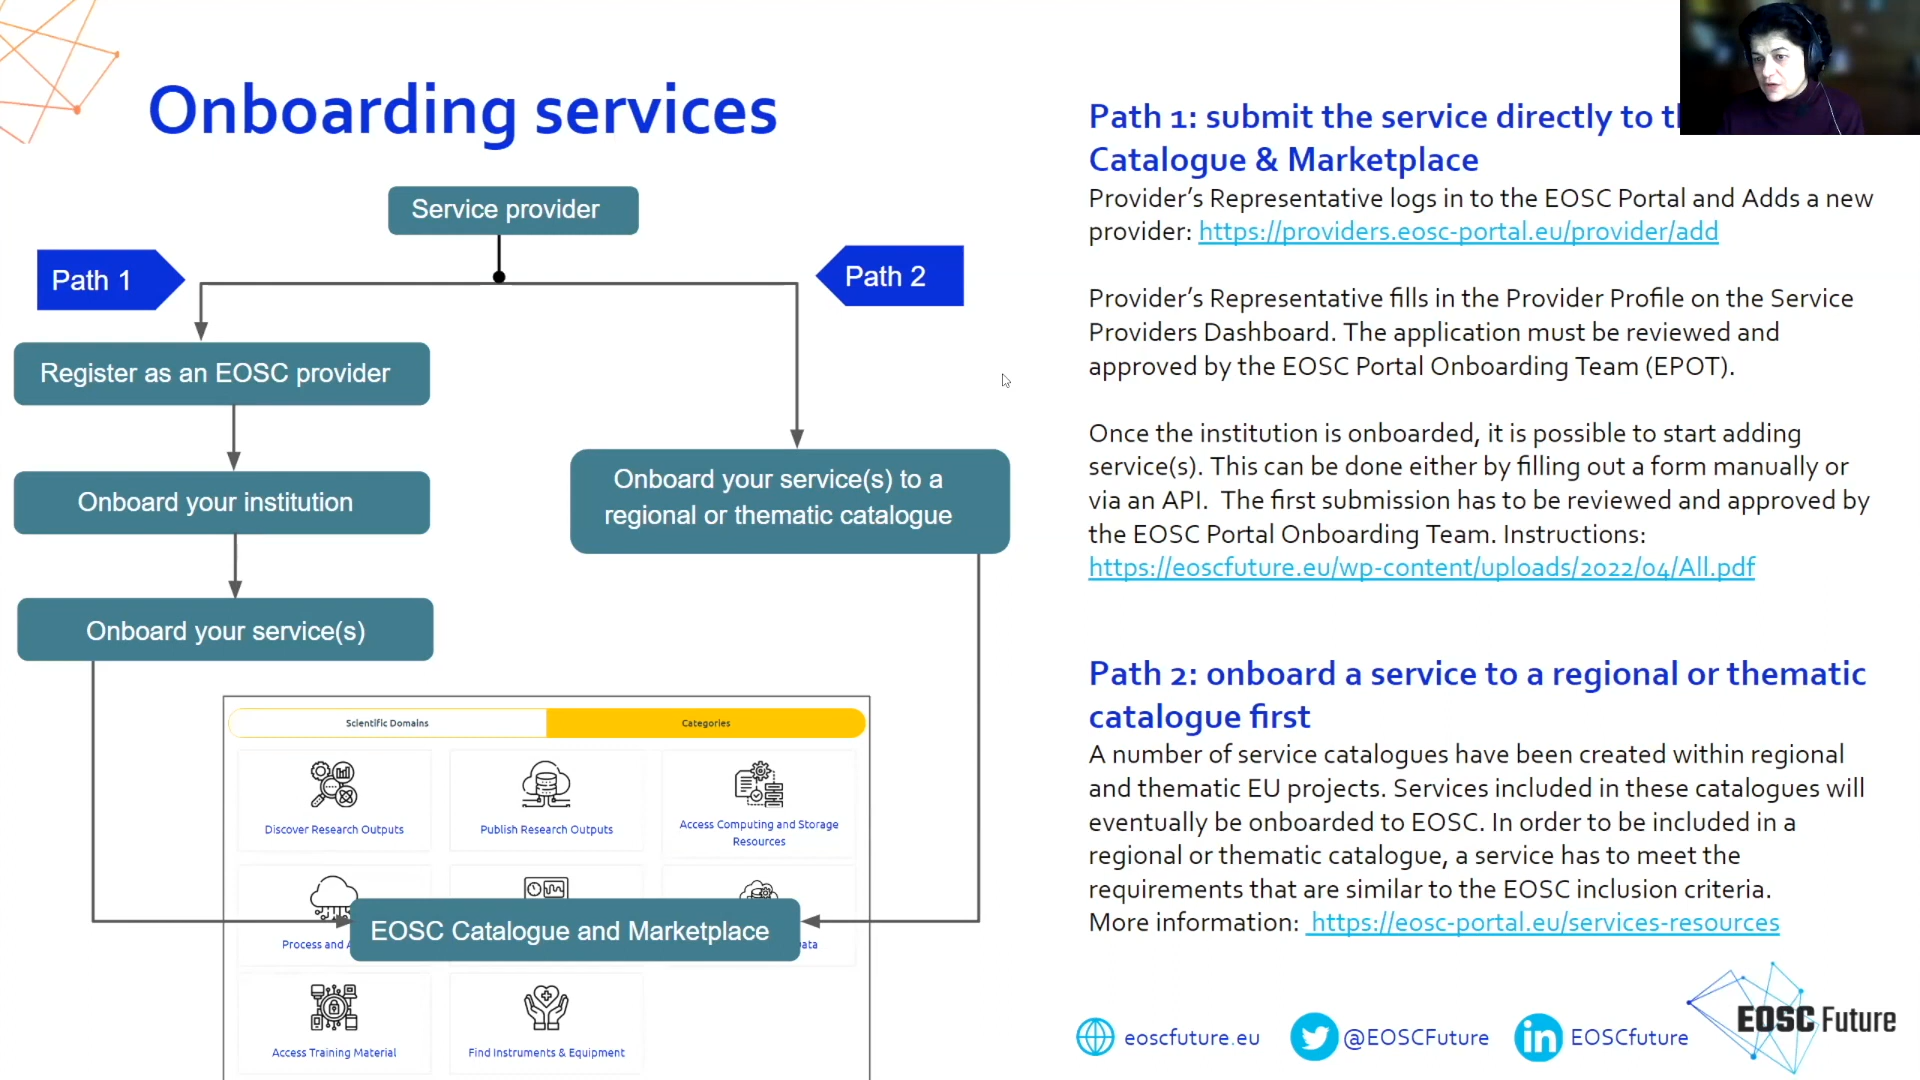 Onboarding services
Service provider
Path 1
Path 2
Register as an EOSC provider
Onboard your institution
Onboard your service(s) to a
regional or thematic catalogue
Onboard your service(s)
Scientific Domains
Categories
Discover Research Outputs
Publish Research Outputs
Access Computing and Storage
Resources
Process and
EOSC Catalogue and Marketplace
Access Training Material
Find Instruments & Equipment
Path 1: submit the service directly to
Catalogue & Marketplace
Provider’s Representative logs in to the EOSC Portal and Adds a new
provider: https://providers.eosc-portal.eu/provider/add
Provider’s Representative fills in the Provider Profile on the Service
Providers Dashboard. The application must be reviewed and
approved by the EOSC Portal Onboarding Team (EPOT).
Once the institution is onboarded, it is possible to start adding
service(s). This can be done either by filling out a form manually or
via an API. The first submission has to be reviewed and approved by
the EOSC Portal Onboarding Team. Instructions:
https://eoscfuture.eu/wp-content/uploads/2022/04/All.pdf
Path 2: onboard a service to a regional or thematic
catalogue first
A number of service catalogues have been created within regional
and thematic EU projects. Services included in these catalogues will
eventually be onboarded to EOSC. In order to be included in a
regional or thematic catalogue, a service has to meet the
requirements that are similar to the EOSC inclusion criteria.
More information: https://eosc-portal.eu/services-resources
eoscfuture.eu
@EOSCFuture
in EOSCfuture
EOSC Future